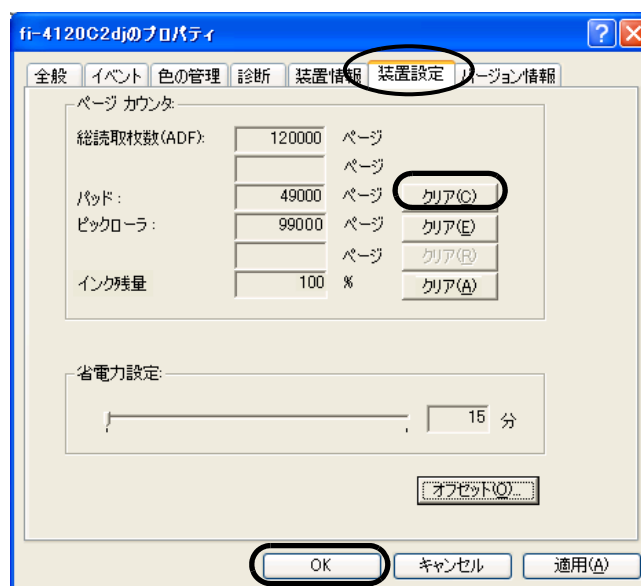 fi-4120C2djのプロパティ
全般 イベント 色の管理 診断 装置情報 装置設定 バージョン情報
ページ カウンタ:
総読取枚数(ADF): 120000 ページ
ページ
パッド: 49000 ページ クリア(C)
ピックローラ: 99000 ページ クリア(E)
ページ クリア(R)
インク残量 100 % クリア(A)
省電力設定:
15 分
オフセット(O)...
OK キャンセル 適用(A)